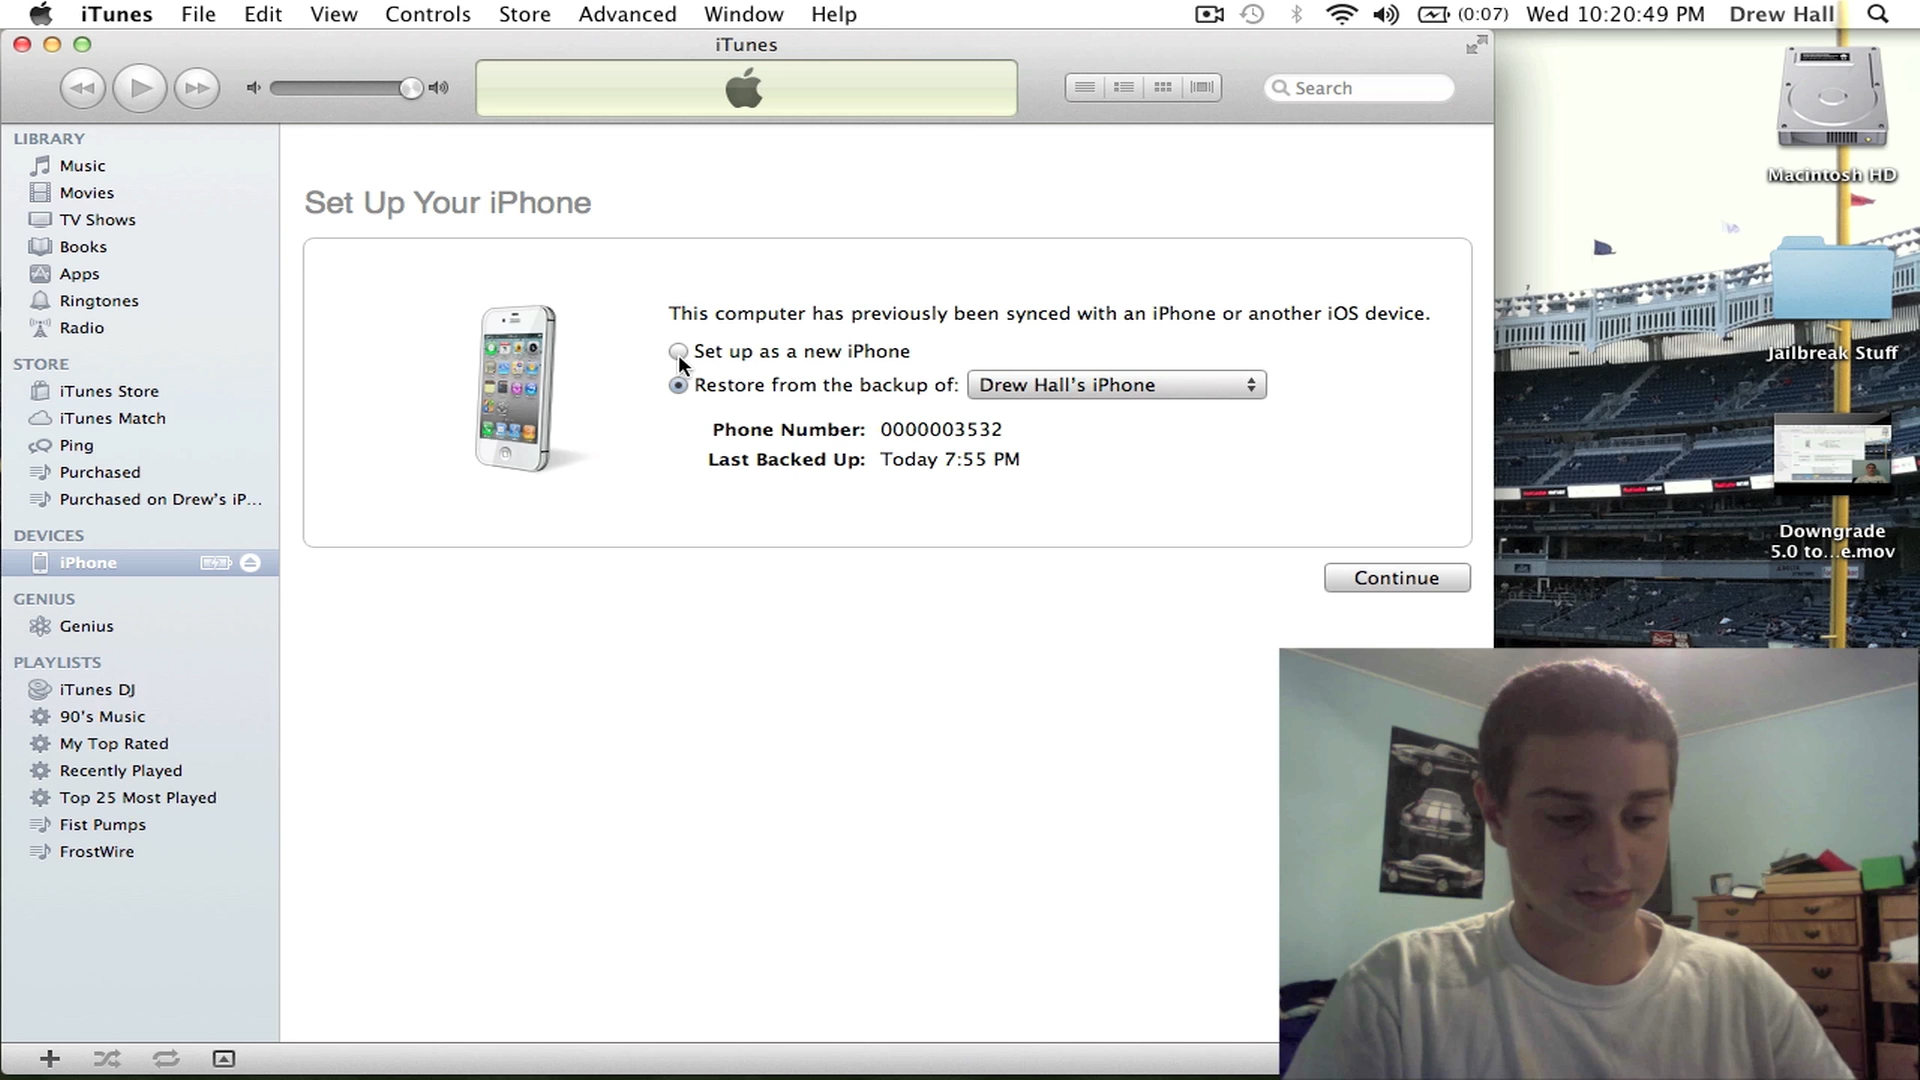 iTunes File Edit View Controls Store Advanced Window Help (0:07) Wed 10:20:49 PM Drew Hall
iTunes
Search
LIBRARY
Music
Movies
TV Shows
Books
Apps
Ringtones
Radio
STORE
iTunes Store
iTunes Match
Ping
Purchased
Purchased on Drew's iP...
DEVICES
iPhone
GENIUS
Genius
PLAYLISTS
iTunes DJ
90's Music
My Top Rated
Recently Played
Top 25 Most Played
Fist Pumps
FrostWire
Set Up Your iPhone
This computer has previously been synced with an iPhone or another iOS device.
Set up as a new iPhone
Restore from the backup of: Drew Hall's iPhone
Phone Number: 0000003532
Last Backed Up: Today 7:55 PM
Continue
Macintosh HD
Jailbreak Stuff
Downgrade
5.0 to...e.mov